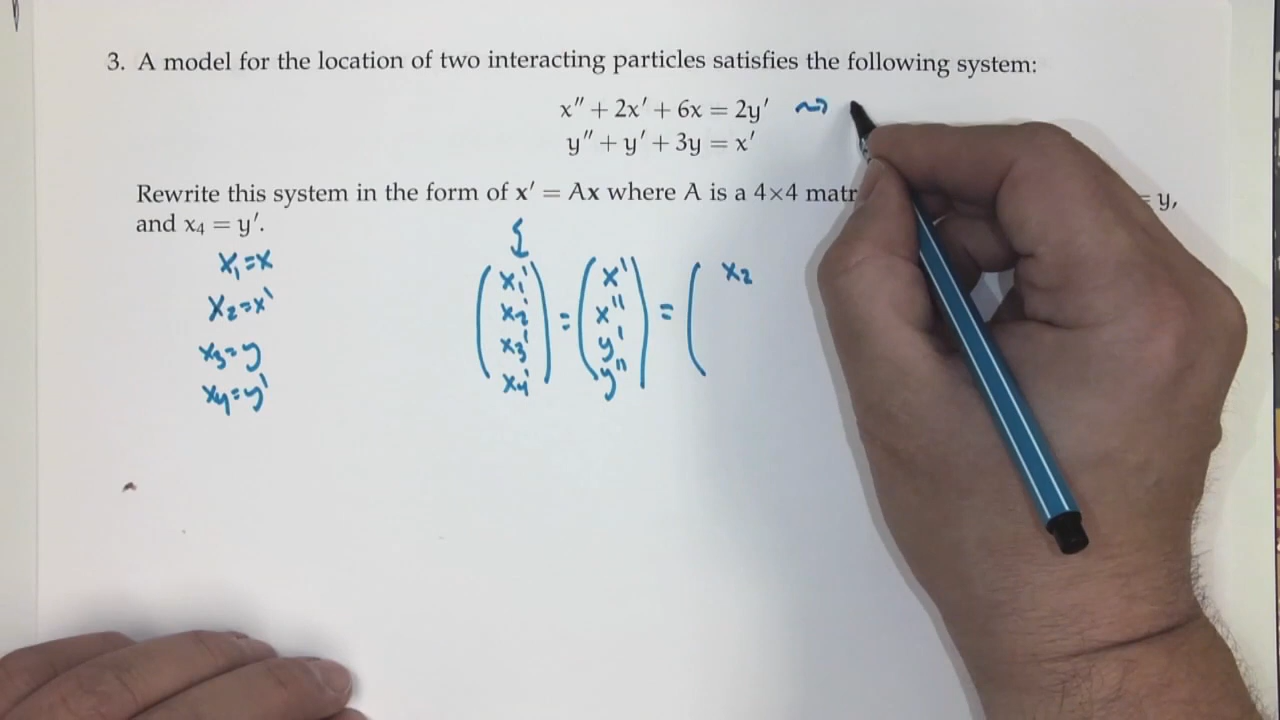 3. A model for the location of two interacting particles satisfies the following system:
x″ + 2x′ + 6x = 2y′ ⇝
y″ + y′ + 3y = x′
Rewrite this system in the form of x′ = Ax where A is a 4×4 matr = y,
and x₄ = y′.
x₁=x
x₂=x′
x₃=y
x₄=y′
(x₁′ x₂′ x₃′ x₄′) = (x′ x″ y′ y″) = ( x₂